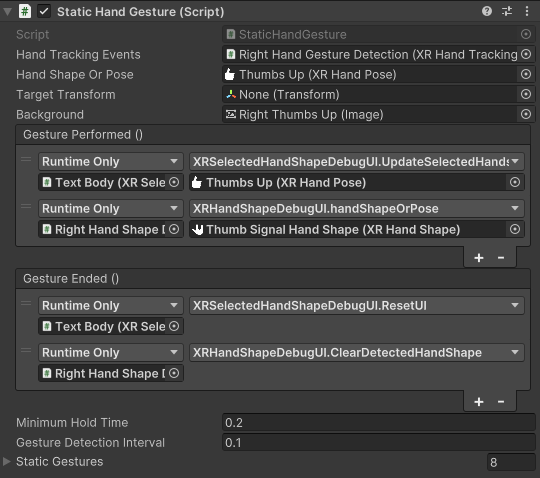 Static Hand Gesture (Script)
Script StaticHandGesture
Hand Tracking Events Right Hand Gesture Detection (XR Hand Tracking
Hand Shape Or Pose Thumbs Up (XR Hand Pose)
Target Transform None (Transform)
Background Right Thumbs Up (Image)
Gesture Performed ()
Runtime Only XRSelectedHandShapeDebugUI.UpdateSelectedHands
Text Body (XR Sele Thumbs Up (XR Hand Pose)
Runtime Only XRHandShapeDebugUI.handShapeOrPose
Right Hand Shape Thumb Signal Hand Shape (XR Hand Shape)
+ -
Gesture Ended ()
Runtime Only XRSelectedHandShapeDebugUI.ResetUI
Text Body (XR Sele
Runtime Only XRHandShapeDebugUI.ClearDetectedHandShape
Right Hand Shape
+ -
Minimum Hold Time 0.2
Gesture Detection Interval 0.1
Static Gestures 8